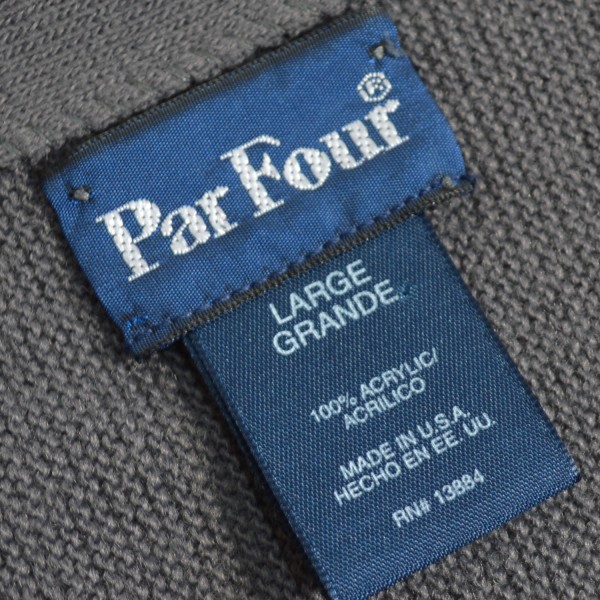 Par Four®
LARGE
GRANDE
100% ACRYLIC/
ACRILICO
MADE IN U.S.A.
HECHO EN EE. UU.
RN# 13884